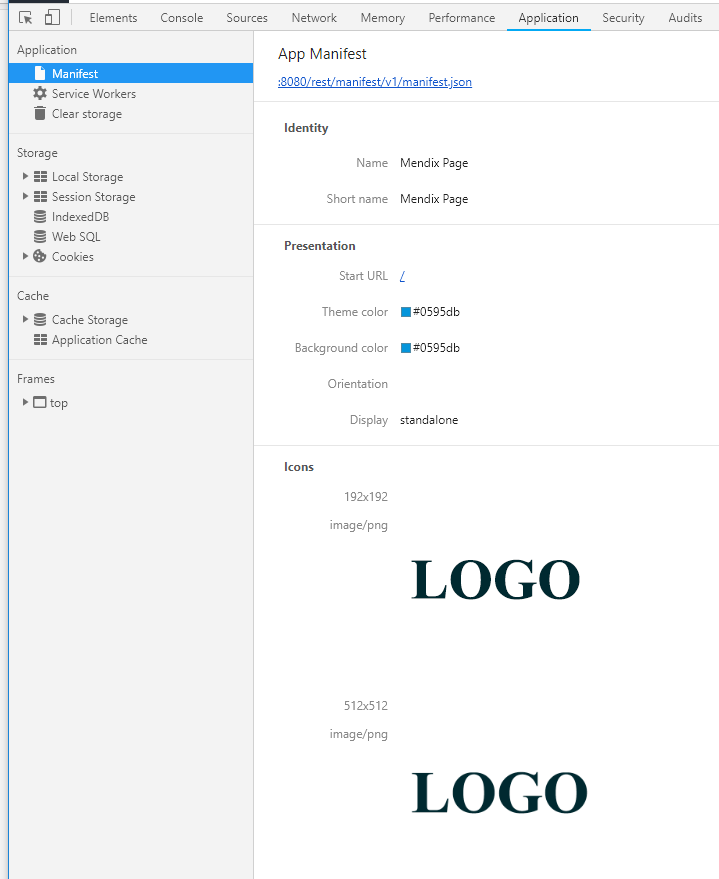 Elements Console Sources Network Memory Performance Application Security Audits
Application
Manifest
Service Workers
Clear storage
Storage
Local Storage
Session Storage
IndexedDB
Web SQL
Cookies
Cache
Cache Storage
Application Cache
Frames
top
App Manifest
:8080/rest/manifest/v1/manifest.json
Identity
Name Mendix Page
Short name Mendix Page
Presentation
Start URL /
Theme color #0595db
Background color #0595db
Orientation
Display standalone
Icons
192x192
image/png
LOGO
512x512
image/png
LOGO